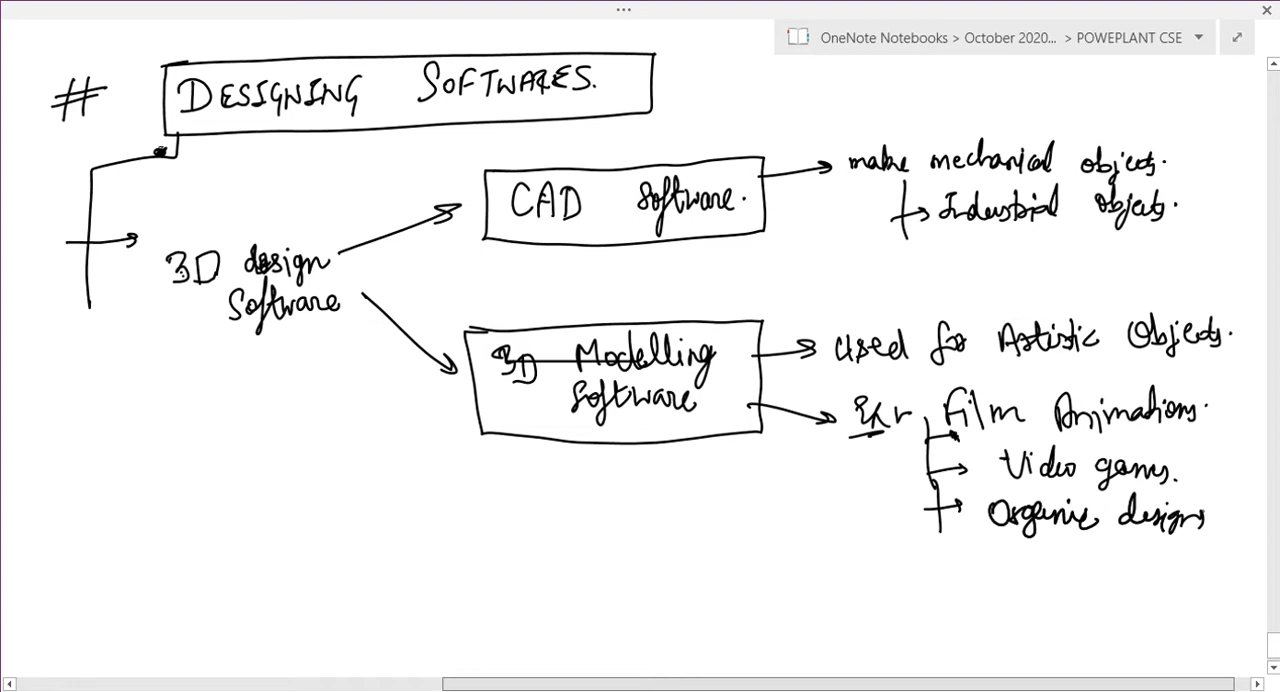 ...
OneNote Notebooks > October 2020... > POWEPLANT CSE
# DESIGNING SOFTWARES.
3D design
Software
CAD Software.
make mechanical objects.
Industrial Objects.
3D Modelling
Software
Used for Artistic Objects.
Ex, Film Animations.
Video games.
Organic designs